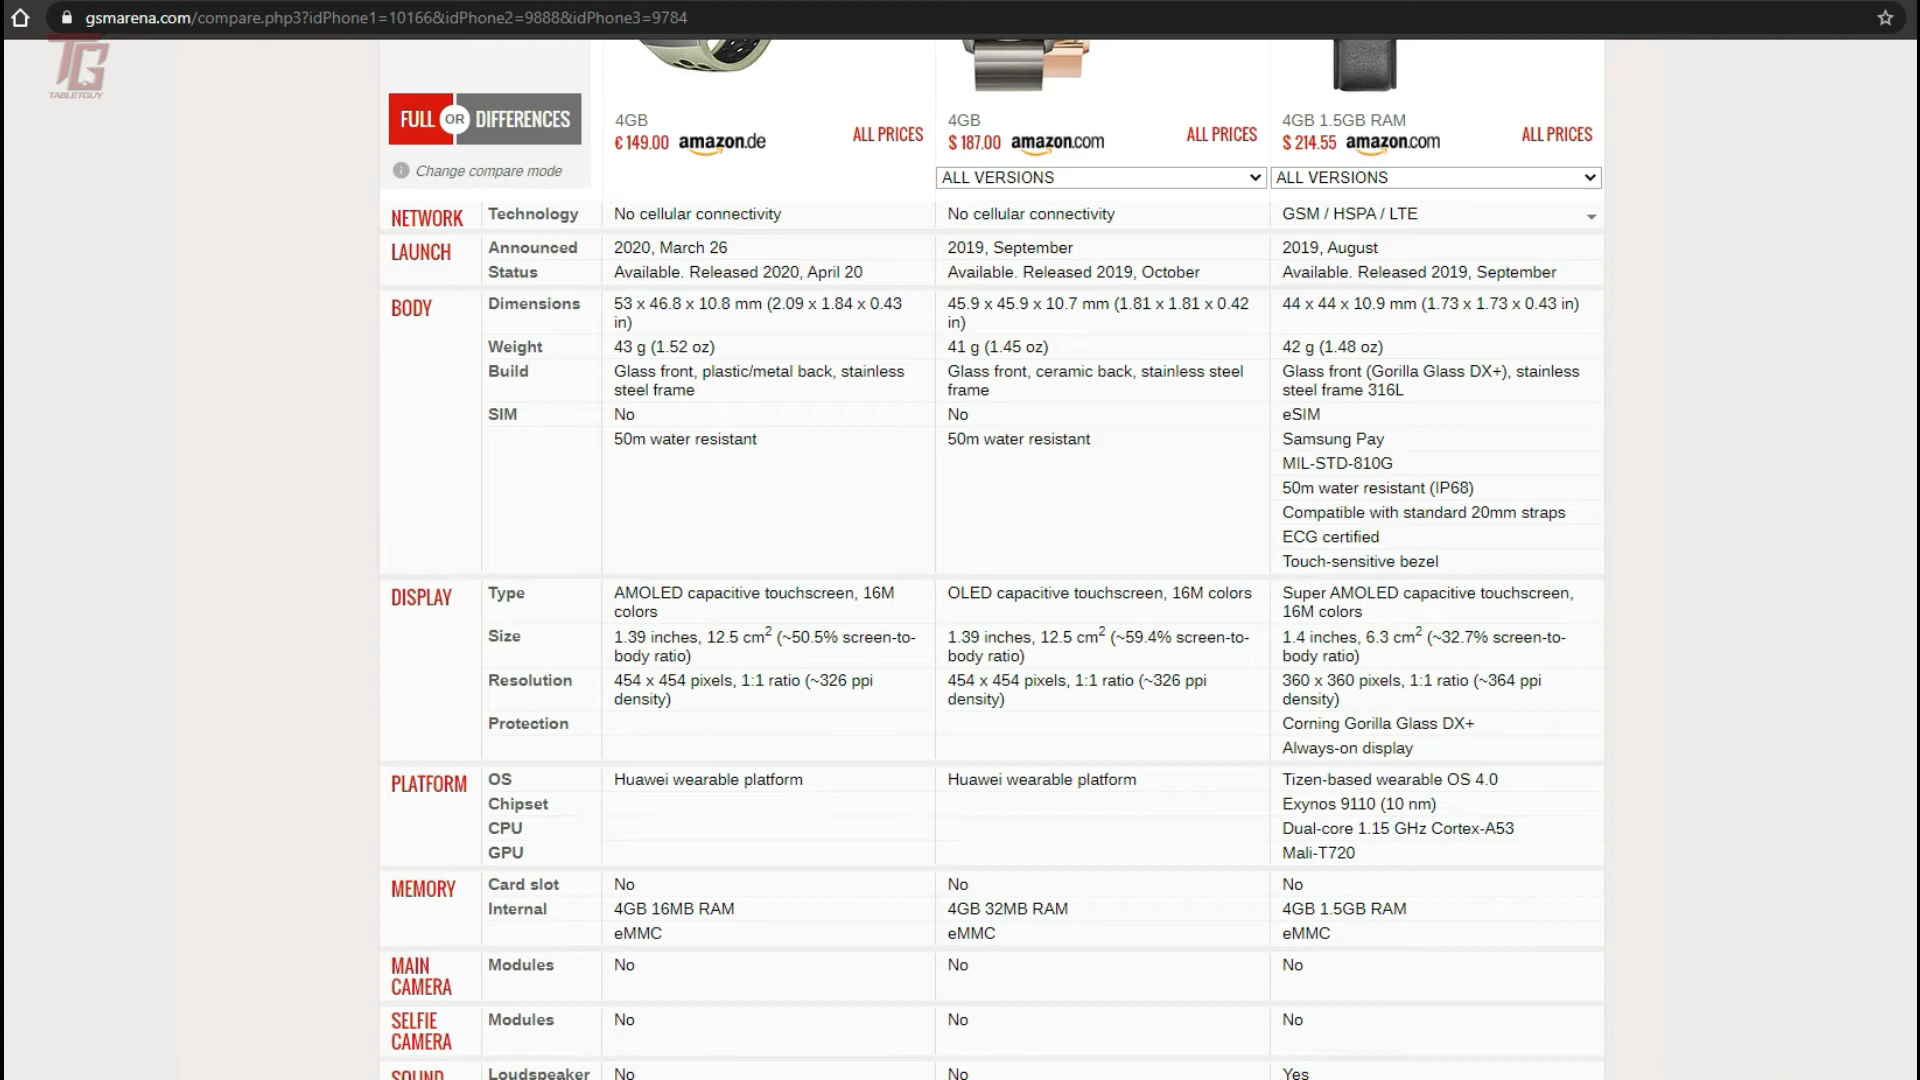 gsmarena.com/compare.php3?idPhone1=10166&idPhone2=9888&idPhone3=9784
TG
TABLETGUY
FULL OR DIFFERENCES
Change compare mode
4GB
€ 149.00 amazon.de ALL PRICES
4GB
$ 187.00 amazon.com ALL PRICES
ALL VERSIONS
4GB 1.5GB RAM
$ 214.55 amazon.com ALL PRICES
ALL VERSIONS
NETWORK Technology No cellular connectivity No cellular connectivity GSM / HSPA / LTE
LAUNCH Announced 2020, March 26 2019, September 2019, August
Status Available. Released 2020, April 20 Available. Released 2019, October Available. Released 2019, September
BODY Dimensions 53 x 46.8 x 10.8 mm (2.09 x 1.84 x 0.43 45.9 x 45.9 x 10.7 mm (1.81 x 1.81 x 0.42 44 x 44 x 10.9 mm (1.73 x 1.73 x 0.43 in)
in) in)
Weight 43 g (1.52 oz) 41 g (1.45 oz) 42 g (1.48 oz)
Build Glass front, plastic/metal back, stainless Glass front, ceramic back, stainless steel Glass front (Gorilla Glass DX+), stainless
steel frame frame steel frame 316L
SIM No No eSIM
50m water resistant 50m water resistant Samsung Pay
MIL-STD-810G
50m water resistant (IP68)
Compatible with standard 20mm straps
ECG certified
Touch-sensitive bezel
DISPLAY Type AMOLED capacitive touchscreen, 16M OLED capacitive touchscreen, 16M colors Super AMOLED capacitive touchscreen,
colors 16M colors
Size 1.39 inches, 12.5 cm² (~50.5% screen-to- 1.39 inches, 12.5 cm² (~59.4% screen-to- 1.4 inches, 6.3 cm² (~32.7% screen-to-
body ratio) body ratio) body ratio)
Resolution 454 x 454 pixels, 1:1 ratio (~326 ppi 454 x 454 pixels, 1:1 ratio (~326 ppi 360 x 360 pixels, 1:1 ratio (~364 ppi
density) density) density)
Protection Corning Gorilla Glass DX+
Always-on display
PLATFORM OS Huawei wearable platform Huawei wearable platform Tizen-based wearable OS 4.0
Chipset Exynos 9110 (10 nm)
CPU Dual-core 1.15 GHz Cortex-A53
GPU Mali-T720
MEMORY Card slot No No No
Internal 4GB 16MB RAM 4GB 32MB RAM 4GB 1.5GB RAM
eMMC eMMC eMMC
MAIN CAMERA Modules No No No
SELFIE CAMERA Modules No No No
SOUND Loudspeaker No No Yes